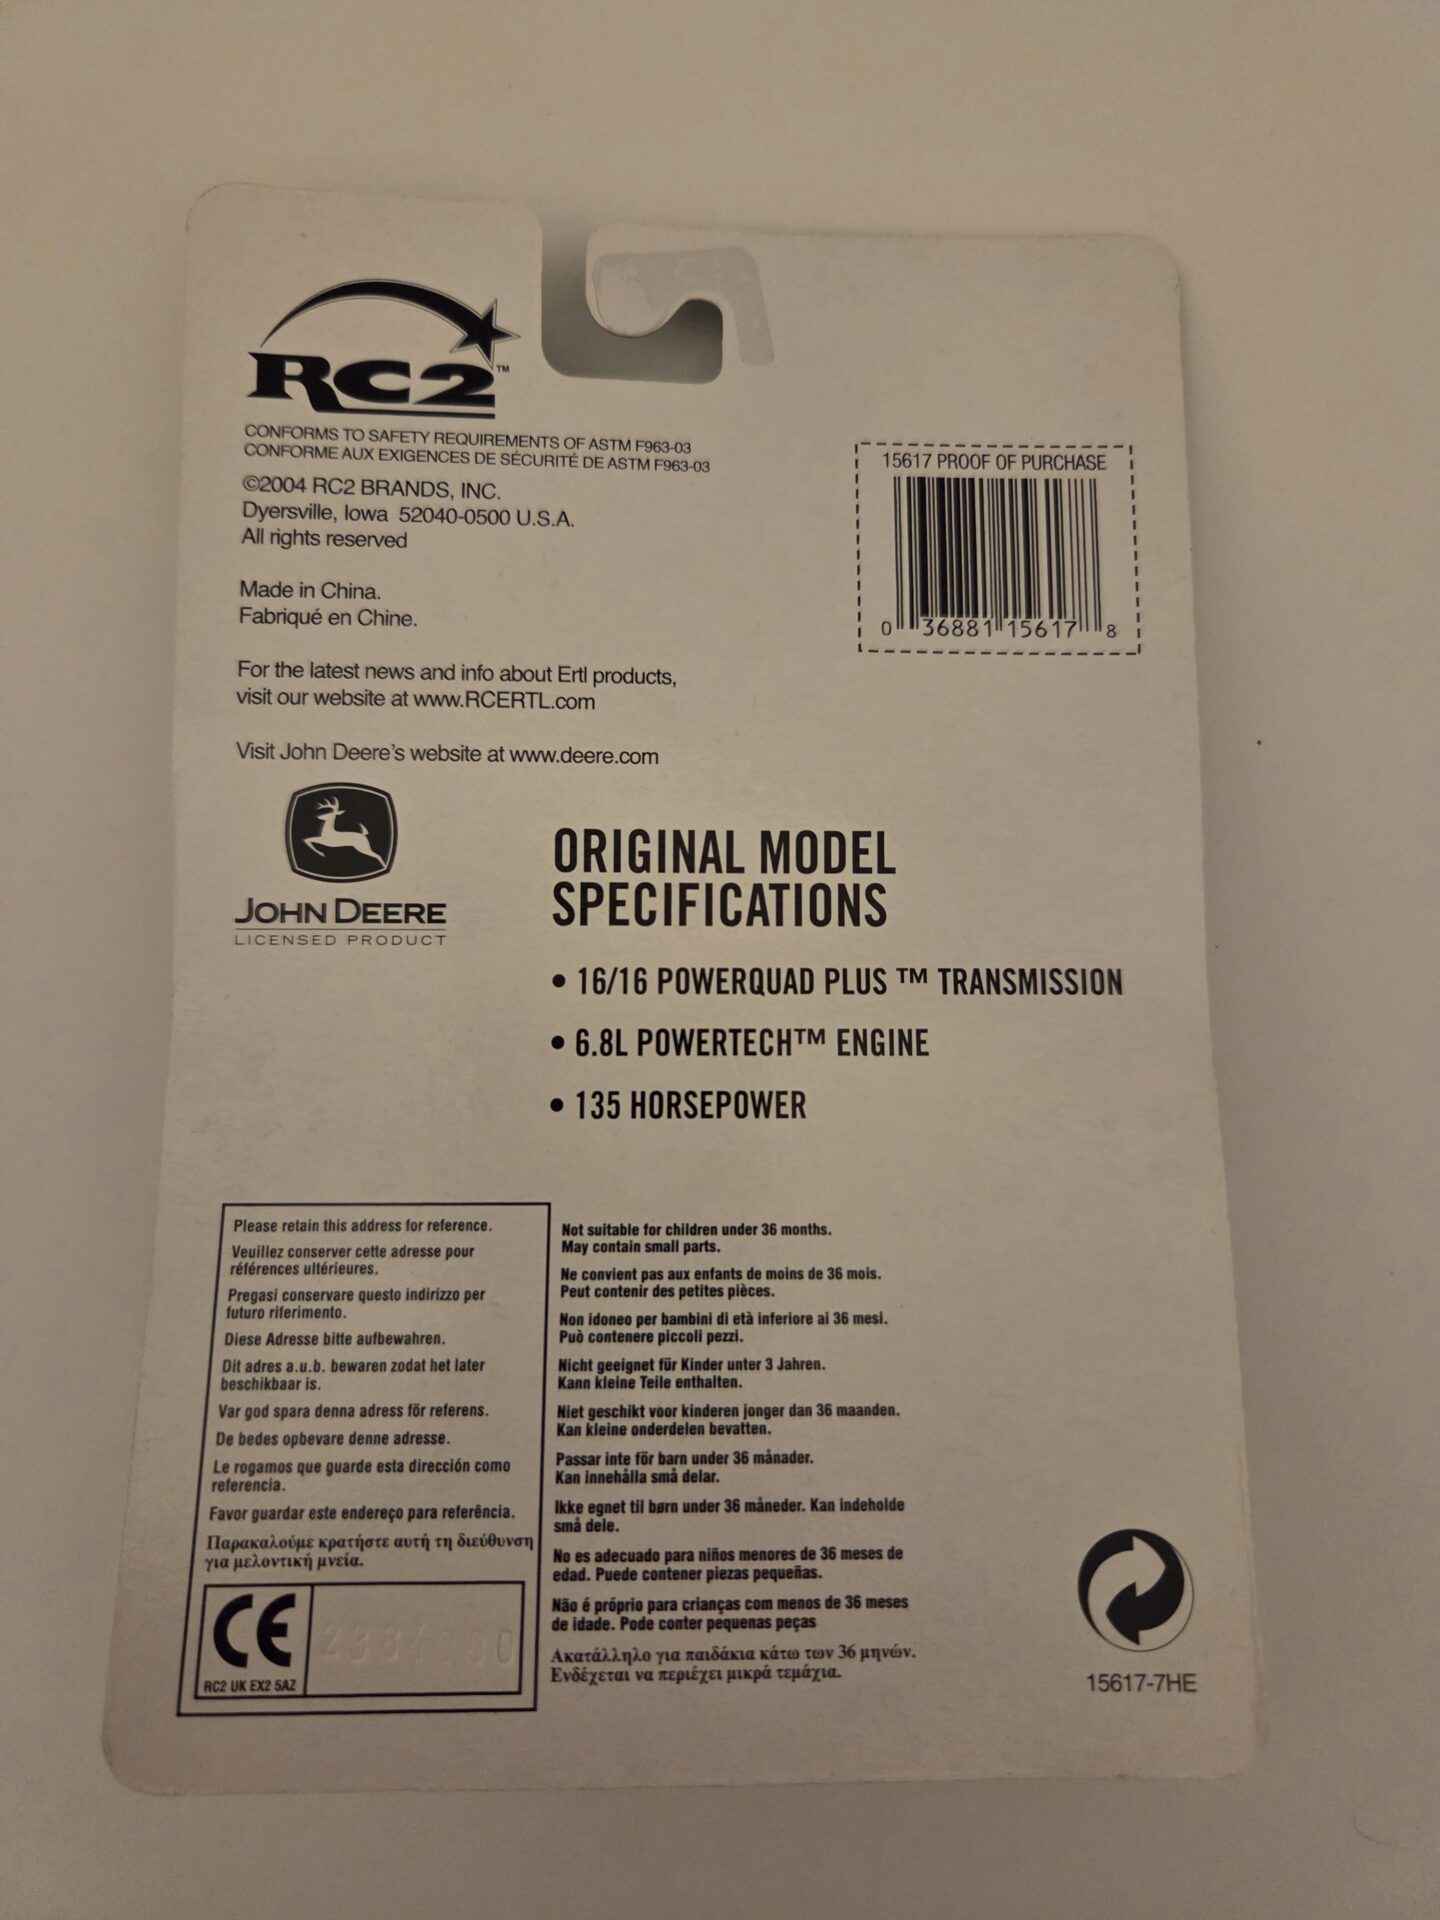 RC2™
CONFORMS TO SAFETY REQUIREMENTS OF ASTM F963-03
CONFORME AUX EXIGENCES DE SÉCURITÉ DE ASTM F963-03
©2004 RC2 BRANDS, INC.
Dyersville, Iowa 52040-0500 U.S.A.
All rights reserved
Made in China.
Fabriqué en Chine.
For the latest news and info about Ertl products,
visit our website at www.RCERTL.com
Visit John Deere's website at www.deere.com
15617 PROOF OF PURCHASE
0 36881 15617 8
JOHN DEERE
LICENSED PRODUCT
ORIGINAL MODEL
SPECIFICATIONS
• 16/16 POWERQUAD PLUS ™ TRANSMISSION
• 6.8L POWERTECH™ ENGINE
• 135 HORSEPOWER
Please retain this address for reference.
Veuillez conserver cette adresse pour
références ultérieures.
Pregasi conservare questo indirizzo per
futuro riferimento.
Diese Adresse bitte aufbewahren.
Dit adres a.u.b. bewaren zodat het later
beschikbaar is.
Var god spara denna adress för referens.
De bedes opbevare denne adresse.
Le rogamos que guarde esta dirección como
referencia.
Favor guardar este endereço para referência.
Παρακαλούμε κρατήστε αυτή τη διεύθυνση
για μελοντική μνεία.
CE
RC2 UK EX2 5AZ
Not suitable for children under 36 months.
May contain small parts.
Ne convient pas aux enfants de moins de 36 mois.
Peut contenir des petites pièces.
Non idoneo per bambini di età inferiore ai 36 mesi.
Può contenere piccoli pezzi.
Nicht geeignet für Kinder unter 3 Jahren.
Kann kleine Teile enthalten.
Niet geschikt voor kinderen jonger dan 36 maanden.
Kan kleine onderdelen bevatten.
Passar inte för barn under 36 månader.
Kan innehålla små delar.
Ikke egnet til børn under 36 måneder. Kan indeholde
små dele.
No es adecuado para niños menores de 36 meses de
edad. Puede contener piezas pequeñas.
Não é próprio para crianças com menos de 36 meses
de idade. Pode conter pequenas peças
Ακατάλληλο για παιδάκια κάτω των 36 μηνών.
Ενδέχεται να περιέχει μικρά τεμάχια.
15617-7HE